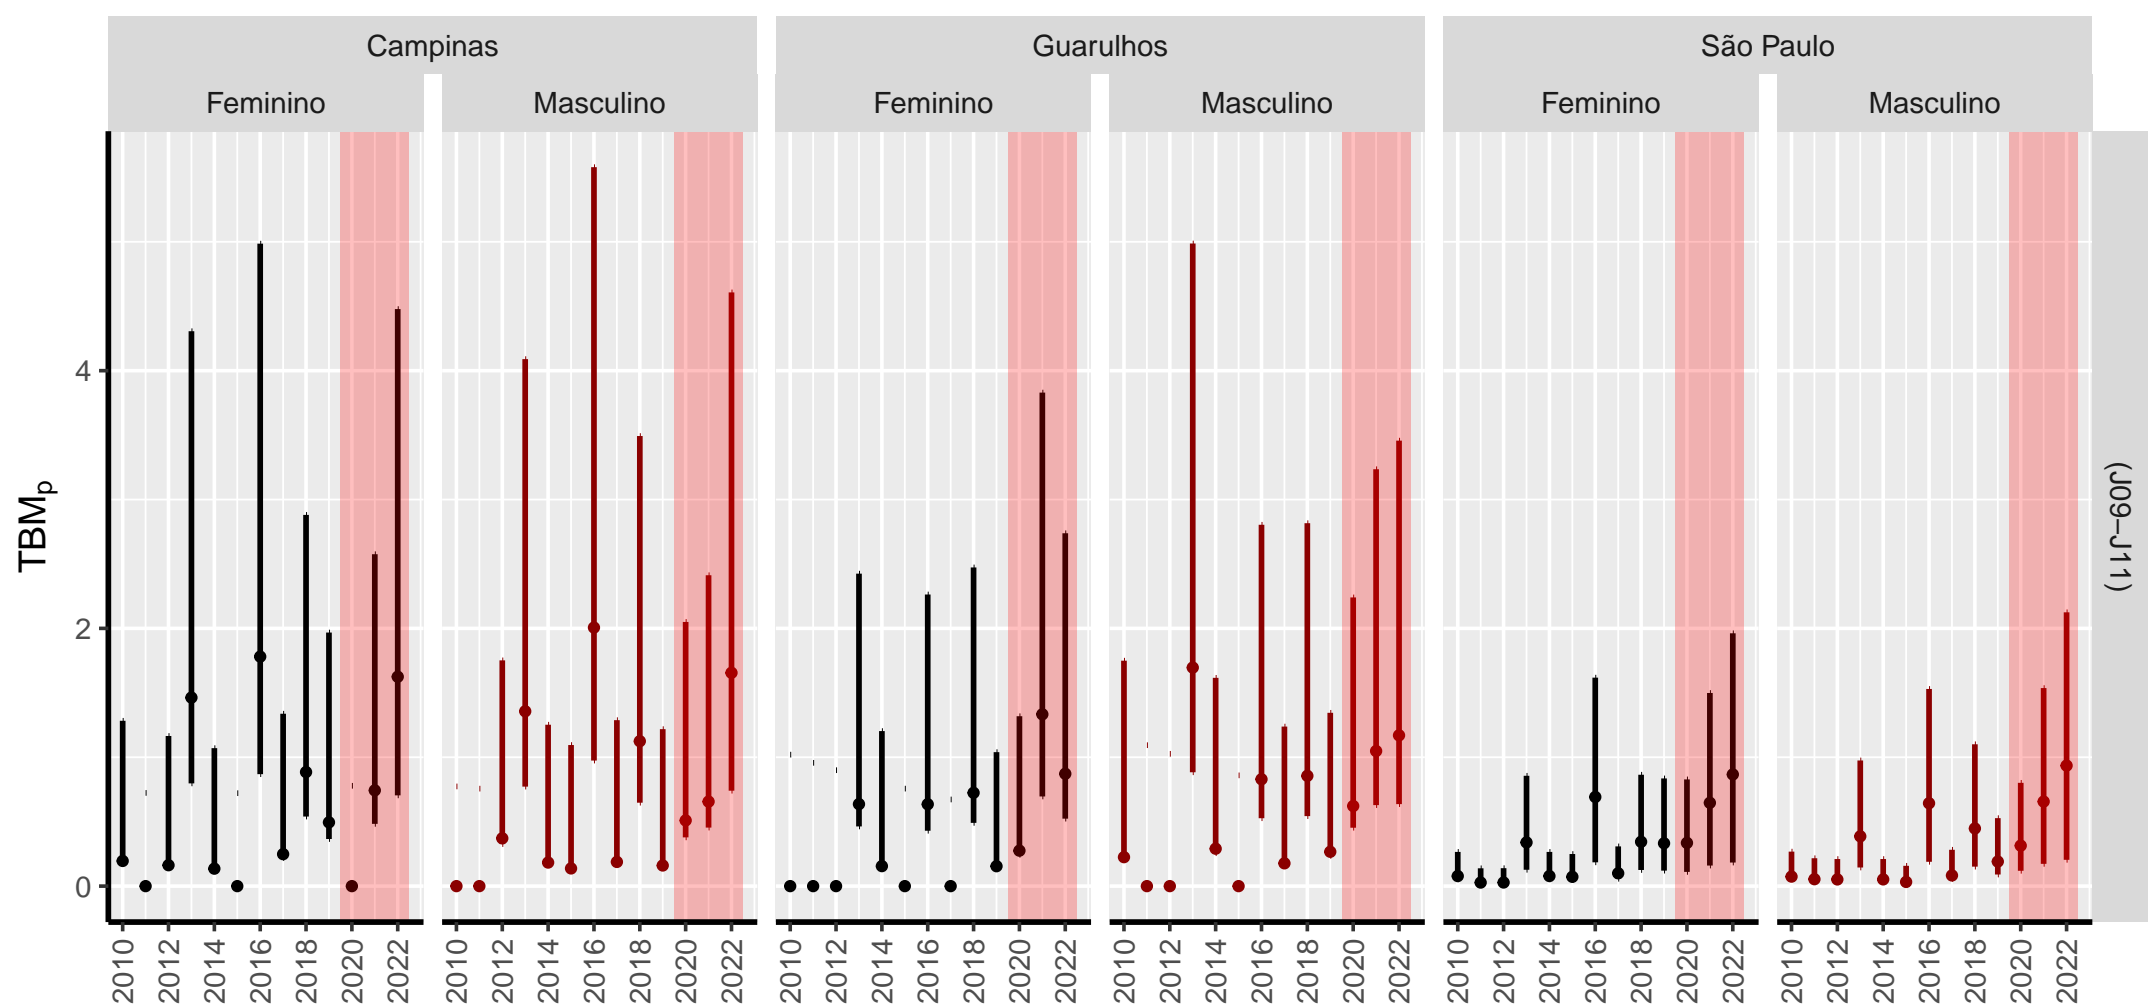 Campinas Guarulhos São Paulo
Feminino Masculino Feminino Masculino Feminino Masculino
TBMp
4
2
0
(J09−J11)
2010 2012 2014 2016 2018 2020 2022 2010 2012 2014 2016 2018 2020 2022 2010 2012 2014 2016 2018 2020 2022 2010 2012 2014 2016 2018 2020 2022 2010 2012 2014 2016 2018 2020 2022 2010 2012 2014 2016 2018 2020 2022